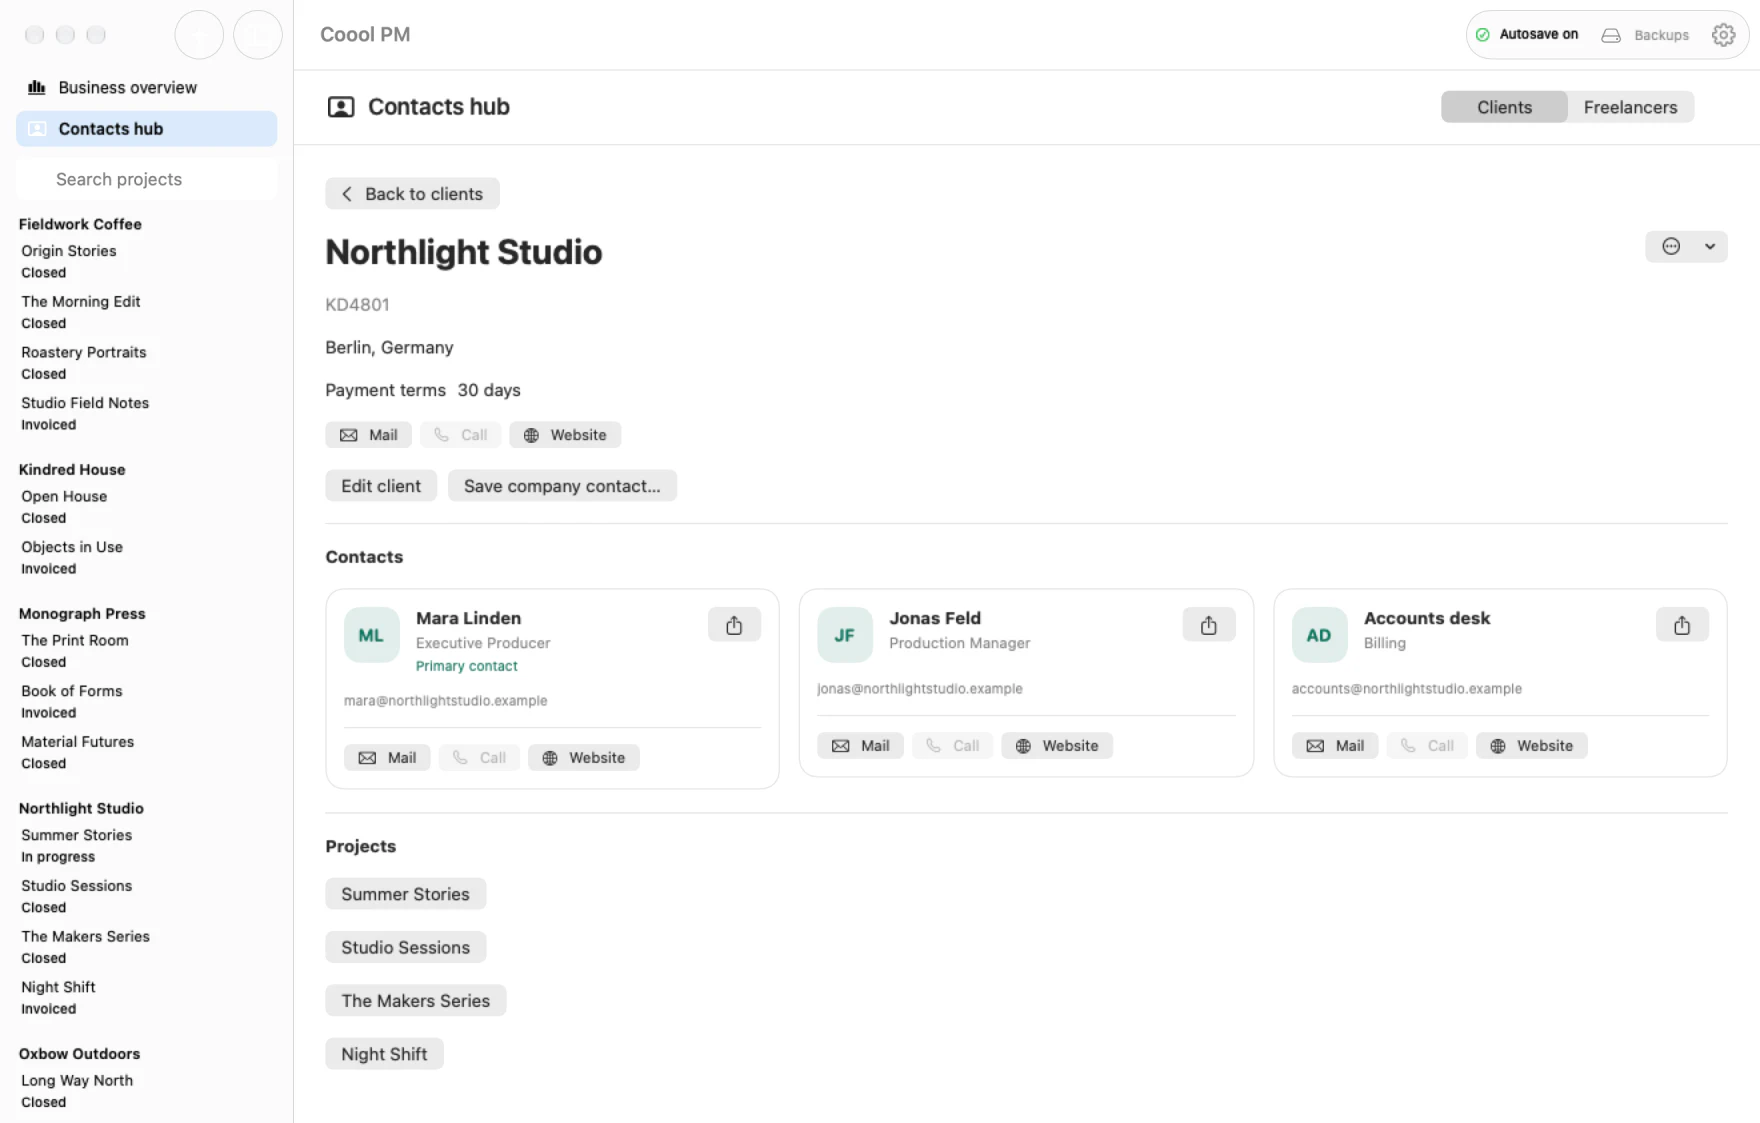 Coool PM
Autosave on
Backups
Business overview
Contacts hub
Search projects
Fieldwork Coffee
Origin Stories
Closed
The Morning Edit
Closed
Roastery Portraits
Closed
Studio Field Notes
Invoiced
Kindred House
Open House
Closed
Objects in Use
Invoiced
Monograph Press
The Print Room
Closed
Book of Forms
Invoiced
Material Futures
Closed
Northlight Studio
Summer Stories
In progress
Studio Sessions
Closed
The Makers Series
Closed
Night Shift
Invoiced
Oxbow Outdoors
Long Way North
Closed
Contacts hub
Clients
Freelancers
Back to clients
Northlight Studio
KD4801
Berlin, Germany
Payment terms 30 days
Mail
Call
Website
Edit client
Save company contact...
Contacts
ML
Mara Linden
Executive Producer
Primary contact
mara@northlightstudio.example
Mail
Call
Website
JF
Jonas Feld
Production Manager
jonas@northlightstudio.example
Mail
Call
Website
AD
Accounts desk
Billing
accounts@northlightstudio.example
Mail
Call
Website
Projects
Summer Stories
Studio Sessions
The Makers Series
Night Shift